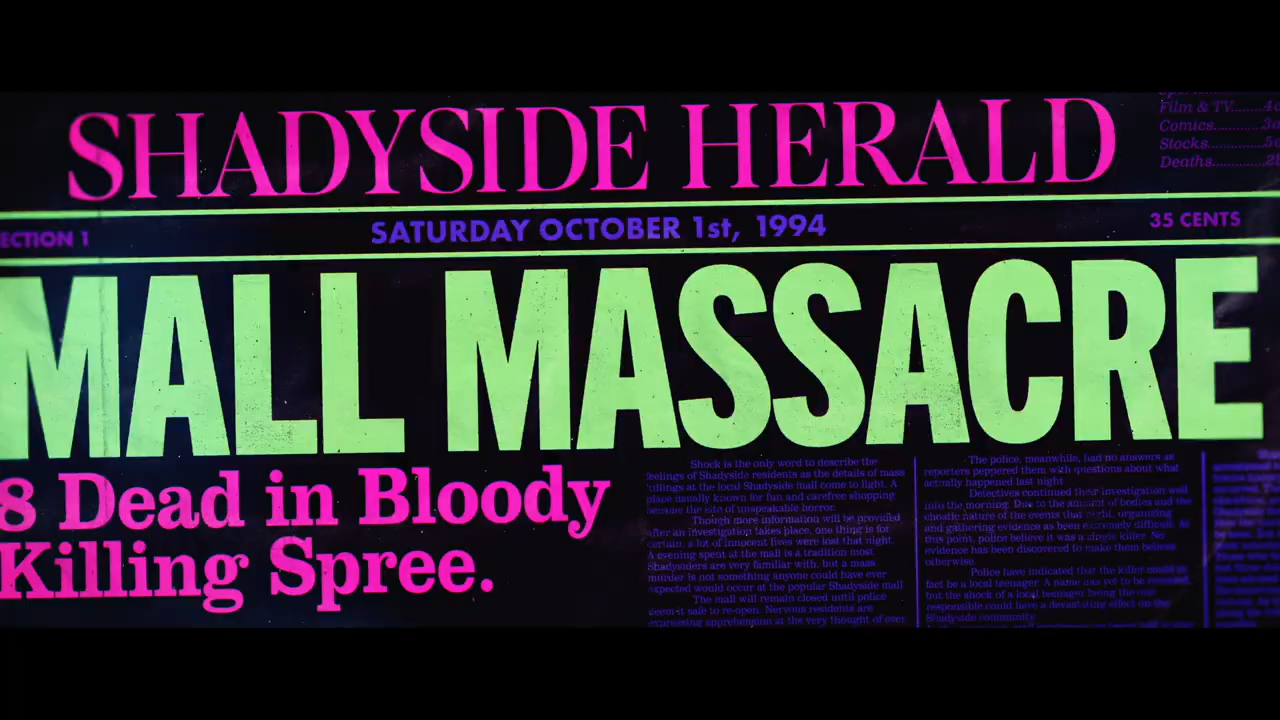 SHADYSIDE HERALD
Film & TV
Comics
Stocks
Deaths
ECTION 1
SATURDAY OCTOBER 1st, 1994
35 CENTS
MALL MASSACRE
8 Dead in Bloody
Killing Spree.
Shock is the only word to describe the
feelings of Shadyside residents as the details of mass
killings at the local Shadyside mall come to light. A
place usually known for fun and carefree shopping
became the site of unspeakable horror.
Though more information will be provided
after an investigation takes place, one thing is for
certain: a lot of innocent lives were lost that night.
A evening spent at the mall is a tradition most
Shadysiders are very familiar with, but a mass
murder is not something anyone could have ever
expected would occur at the popular Shadyside mall
The mall will remain closed until police
deem it safe to re-open. Nervous residents are
expressing apprehension at the very thought of ever
The police, meanwhile, had no answers as
reporters peppered them with questions about what
actually happened last night
Detectives continued their investigation well
into the morning. Due to the amount of bodies and the
chaotic nature of the events that, organizing
and gathering evidence as been extremely difficult. At
this point, police believe it was a single killer. No
evidence has been discovered to make them believe
otherwise.
Police have indicated that the killer could in
fact be a local teenager. A name has yet to be revealed,
but the shock of a local teenager being the one
responsible could have a devastating effect on the
Shadyside community.